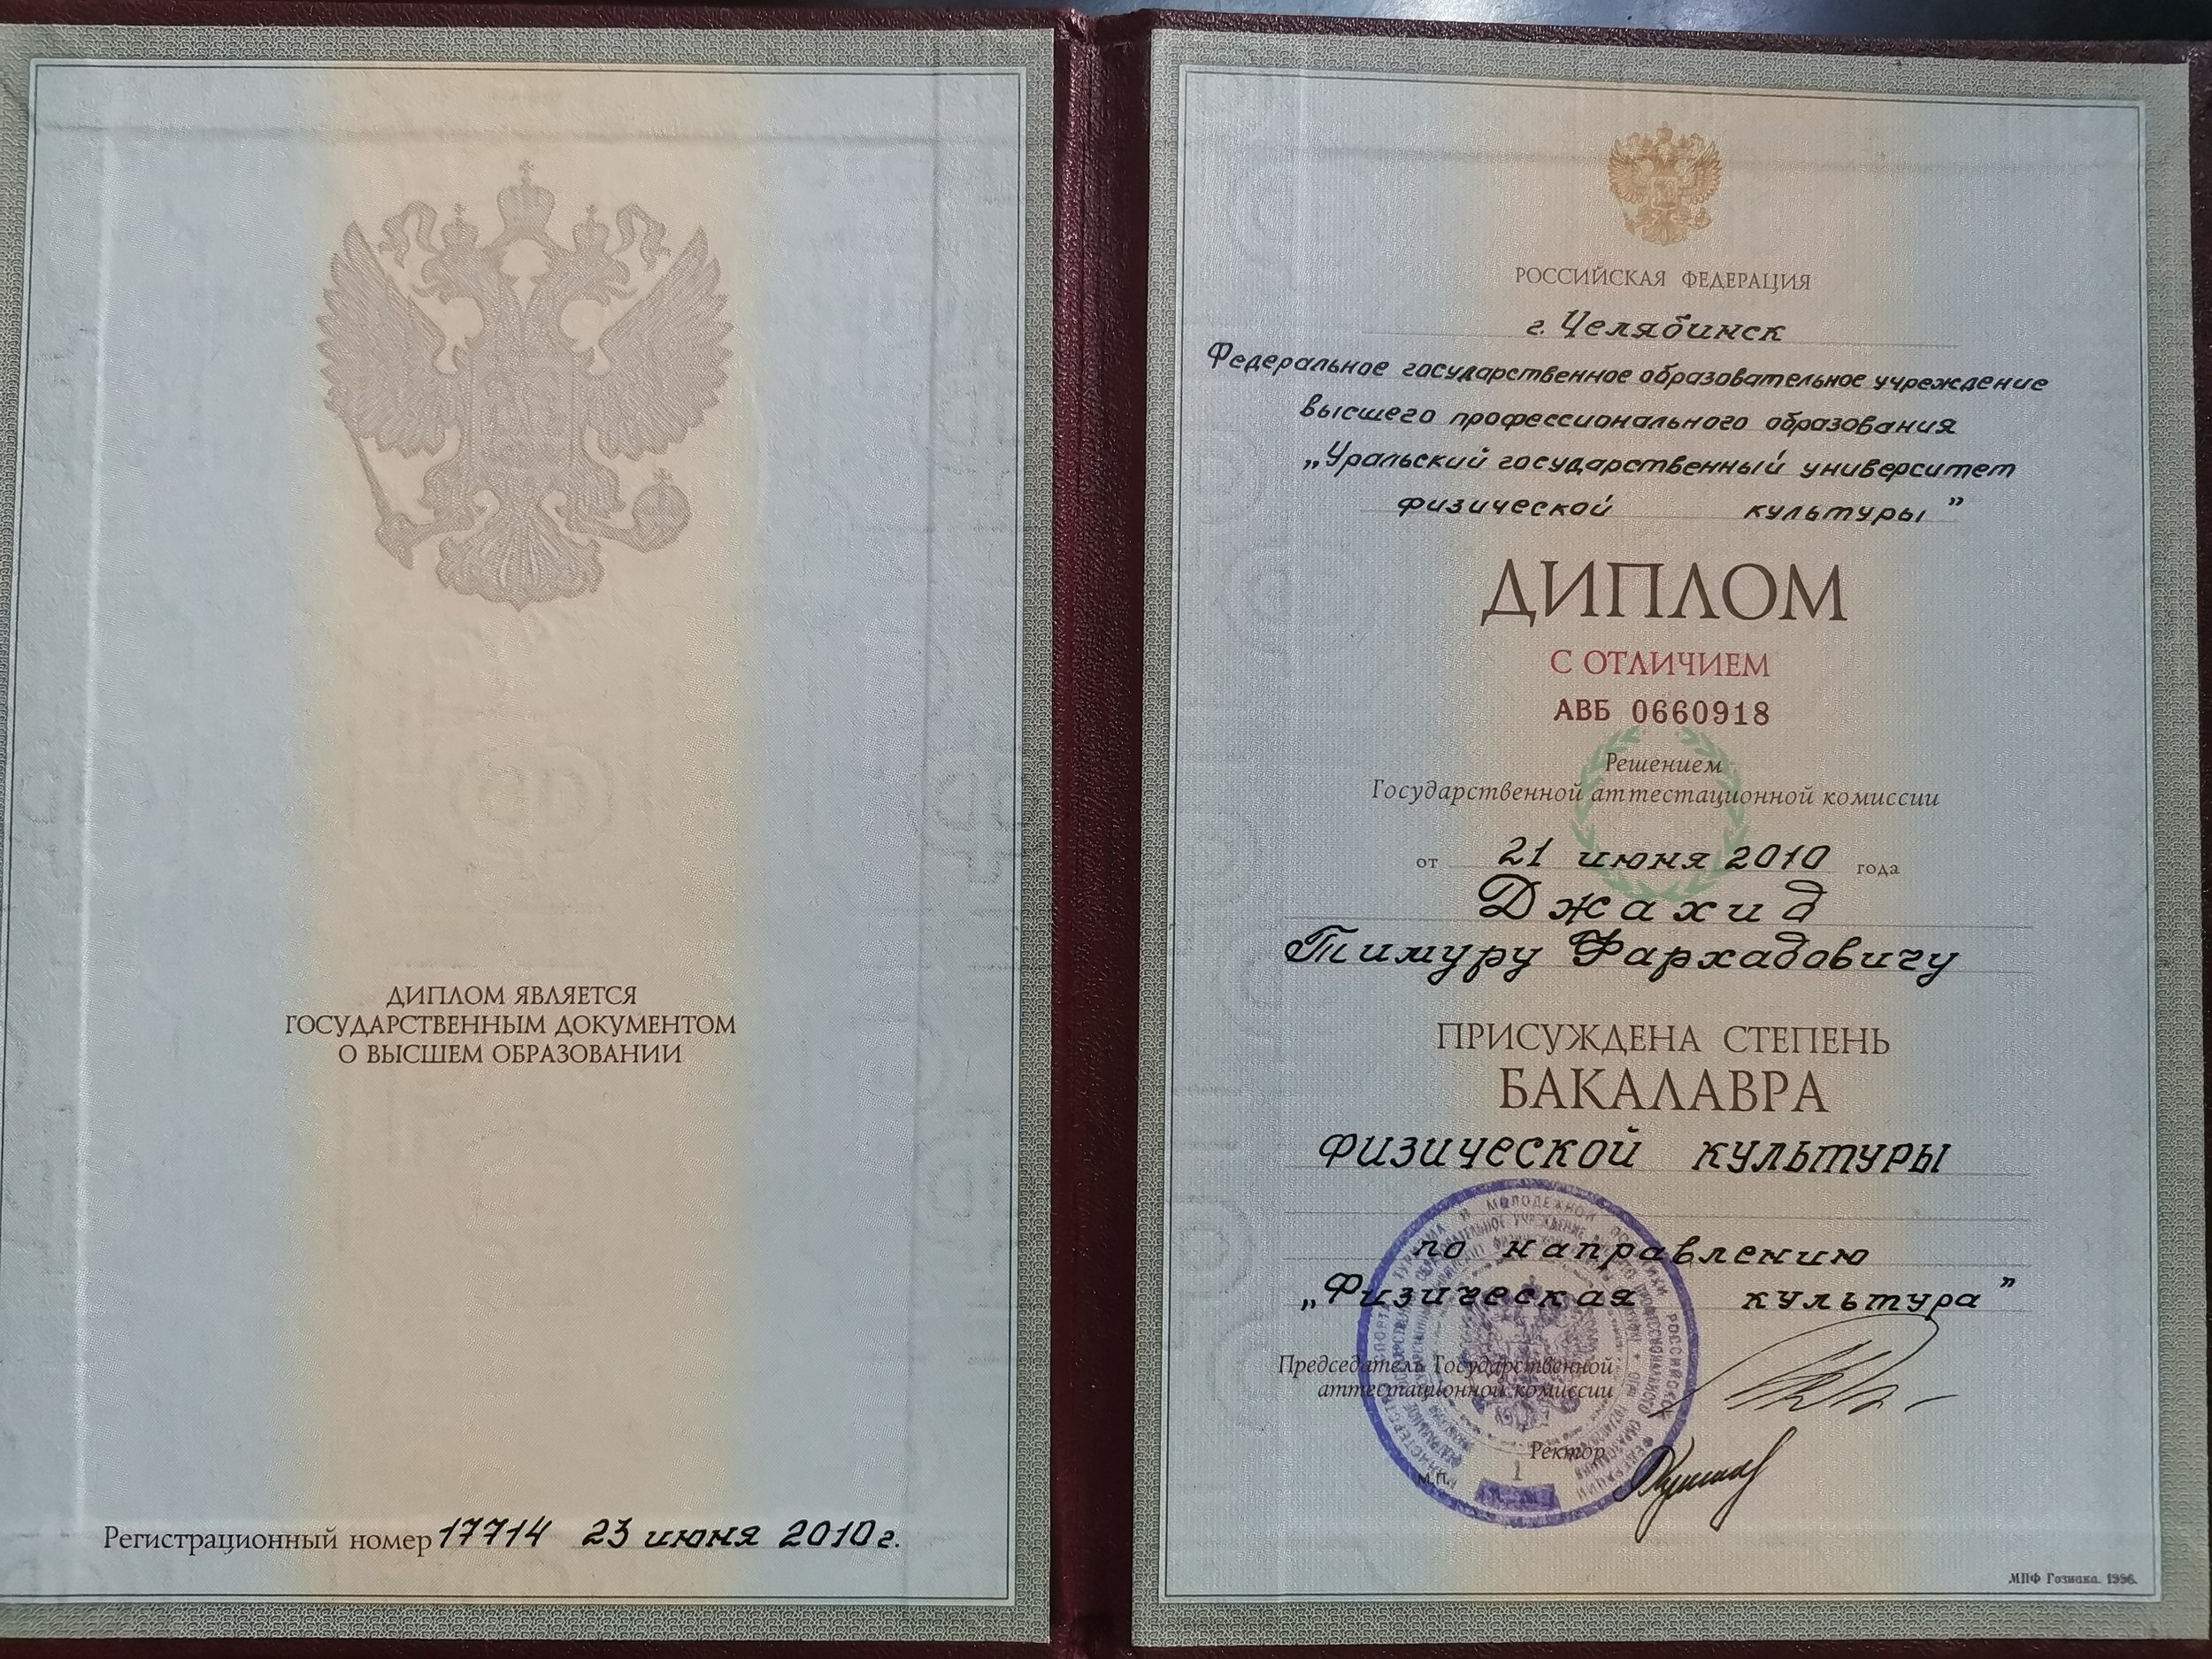 ДИПЛОМ ЯВЛЯЕТСЯ
ГОСУДАРСТВЕННЫМ ДОКУМЕНТОМ
О ВЫСШЕМ ОБРАЗОВАНИИ
Регистрационный номер 17714 23 июня 2010 г.
РОССИЙСКАЯ ФЕДЕРАЦИЯ
г. Челябинск
Федеральное государственное образовательное учреждение
высшего профессионального образования
„Уральский государственный университет
физической культуры”
ДИПЛОМ
С ОТЛИЧИЕМ
АВБ 0660918
Решением
Государственной аттестационной комиссии
от 21 июня 2010 года
Джахид
Тимуру Фархадовичу
ПРИСУЖДЕНА СТЕПЕНЬ
БАКАЛАВРА
физической культуры
по направлению
„Физическая культура”
Председатель Государственной
аттестационной комиссии
Ректор
М.П.
МПФ Гознака. 1996.